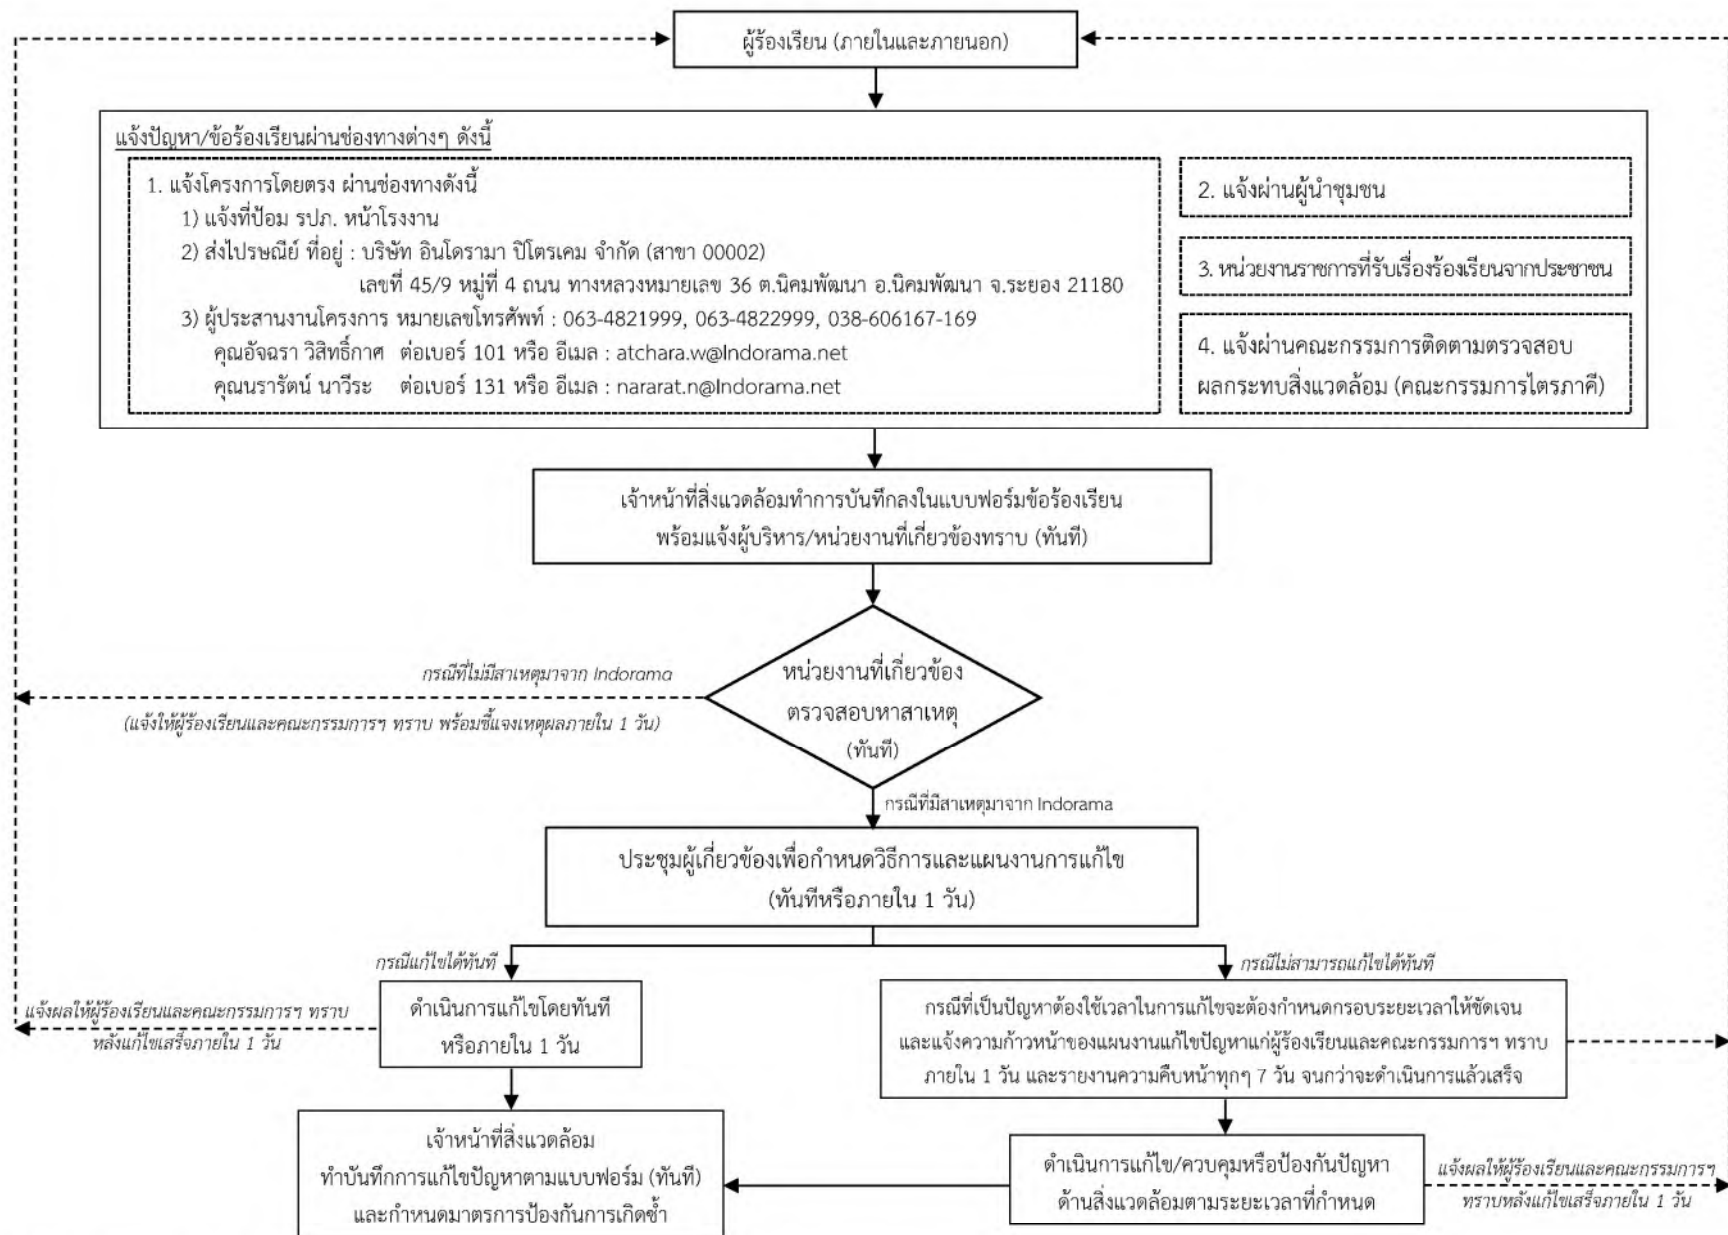 ผู้ร้องเรียน (ภายในและภายนอก)
แจ้งปัญหา/ข้อร้องเรียนผ่านช่องทางต่างๆ ดังนี้
1. แจ้งโครงการโดยตรง ผ่านช่องทางดังนี้
1) แจ้งที่ป้อม รปภ. หน้าโรงงาน
2) ส่งไปรษณีย์ ที่อยู่ : บริษัท อินโดรามา ปิโตรเคม จำกัด (สาขา 00002)
เลขที่ 45/9 หมู่ที่ 4 ถนน ทางหลวงหมายเลข 36 ต.นิคมพัฒนา อ.นิคมพัฒนา จ.ระยอง 21180
3) ผู้ประสานงานโครงการ หมายเลขโทรศัพท์ : 063-4821999, 063-4822999, 038-606167-169
คุณอัจฉรา วิสิทธิ์กาศ ต่อเบอร์ 101 หรือ อีเมล : atchara.w@Indorama.net
คุณนรารัตน์ นาวีระ ต่อเบอร์ 131 หรือ อีเมล : nararat.n@Indorama.net
2. แจ้งผ่านผู้นำชุมชน
3. หน่วยงานราชการที่รับเรื่องร้องเรียนจากประชาชน
4. แจ้งผ่านคณะกรรมการติดตามตรวจสอบ
ผลกระทบสิ่งแวดล้อม (คณะกรรมการไตรภาคี)
เจ้าหน้าที่สิ่งแวดล้อมทำการบันทึกลงในแบบฟอร์มข้อร้องเรียน
พร้อมแจ้งผู้บริหาร/หน่วยงานที่เกี่ยวข้องทราบ (ทันที)
หน่วยงานที่เกี่ยวข้อง
ตรวจสอบหาสาเหตุ
(ทันที)
กรณีที่ไม่มีสาเหตุมาจาก Indorama
(แจ้งให้ผู้ร้องเรียนและคณะกรรมการฯ ทราบ พร้อมชี้แจงเหตุผลภายใน 1 วัน)
กรณีที่มีสาเหตุมาจาก Indorama
ประชุมผู้เกี่ยวข้องเพื่อกำหนดวิธีการและแผนงานการแก้ไข
(ทันทีหรือภายใน 1 วัน)
กรณีแก้ไขได้ทันที
กรณีไม่สามารถแก้ไขได้ทันที
แจ้งผลให้ผู้ร้องเรียนและคณะกรรมการฯ ทราบ
หลังแก้ไขเสร็จภายใน 1 วัน
ดำเนินการแก้ไขโดยทันที
หรือภายใน 1 วัน
กรณีที่เป็นปัญหาต้องใช้เวลาในการแก้ไขจะต้องกำหนดกรอบระยะเวลาให้ชัดเจน
และแจ้งความก้าวหน้าของแผนงานแก้ไขปัญหาแก่ผู้ร้องเรียนและคณะกรรมการฯ ทราบ
ภายใน 1 วัน และรายงานความคืบหน้าทุกๆ 7 วัน จนกว่าจะดำเนินการแล้วเสร็จ
เจ้าหน้าที่สิ่งแวดล้อม
ทำบันทึกการแก้ไขปัญหาตามแบบฟอร์ม (ทันที)
และกำหนดมาตรการป้องกันการเกิดซ้ำ
ดำเนินการแก้ไข/ควบคุมหรือป้องกันปัญหา
ด้านสิ่งแวดล้อมตามระยะเวลาที่กำหนด
แจ้งผลให้ผู้ร้องเรียนและคณะกรรมการฯ
ทราบหลังแก้ไขเสร็จภายใน 1 วัน